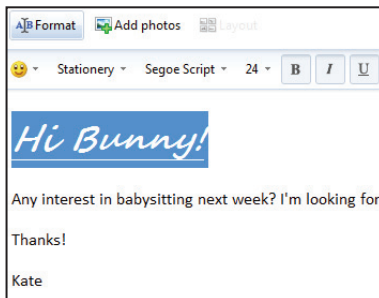 Format Add photos Layout
Stationery Segoe Script 24 B I U
Hi Bunny!
Any interest in babysitting next week? I'm looking for
Thanks!
Kate